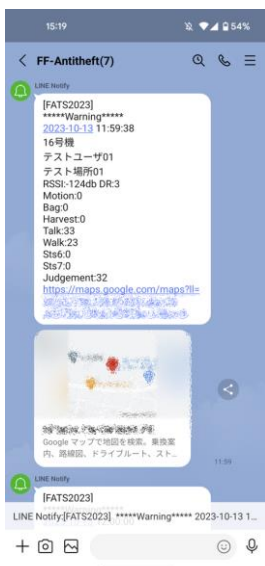 15:19
54%
FF-Antitheft(7)
LINE Notify
[FATS2023]
*****Warning*****
2023-10-13 11:59:38
16号機
テストユーザ01
テスト場所01
RSSI:-124db DR:3
Motion:0
Bag:0
Harvest:0
Talk:33
Walk:23
Sts6:0
Sts7:0
Judgement:32
https://maps.google.com/maps?ll=
Google マップで地図を検索。乗換案
内、路線図、ドライブルート、スト...
11:59
LINE Notify
[FATS2023]
LINE Notify:[FATS2023] *****Warning***** 2023-10-13 1...